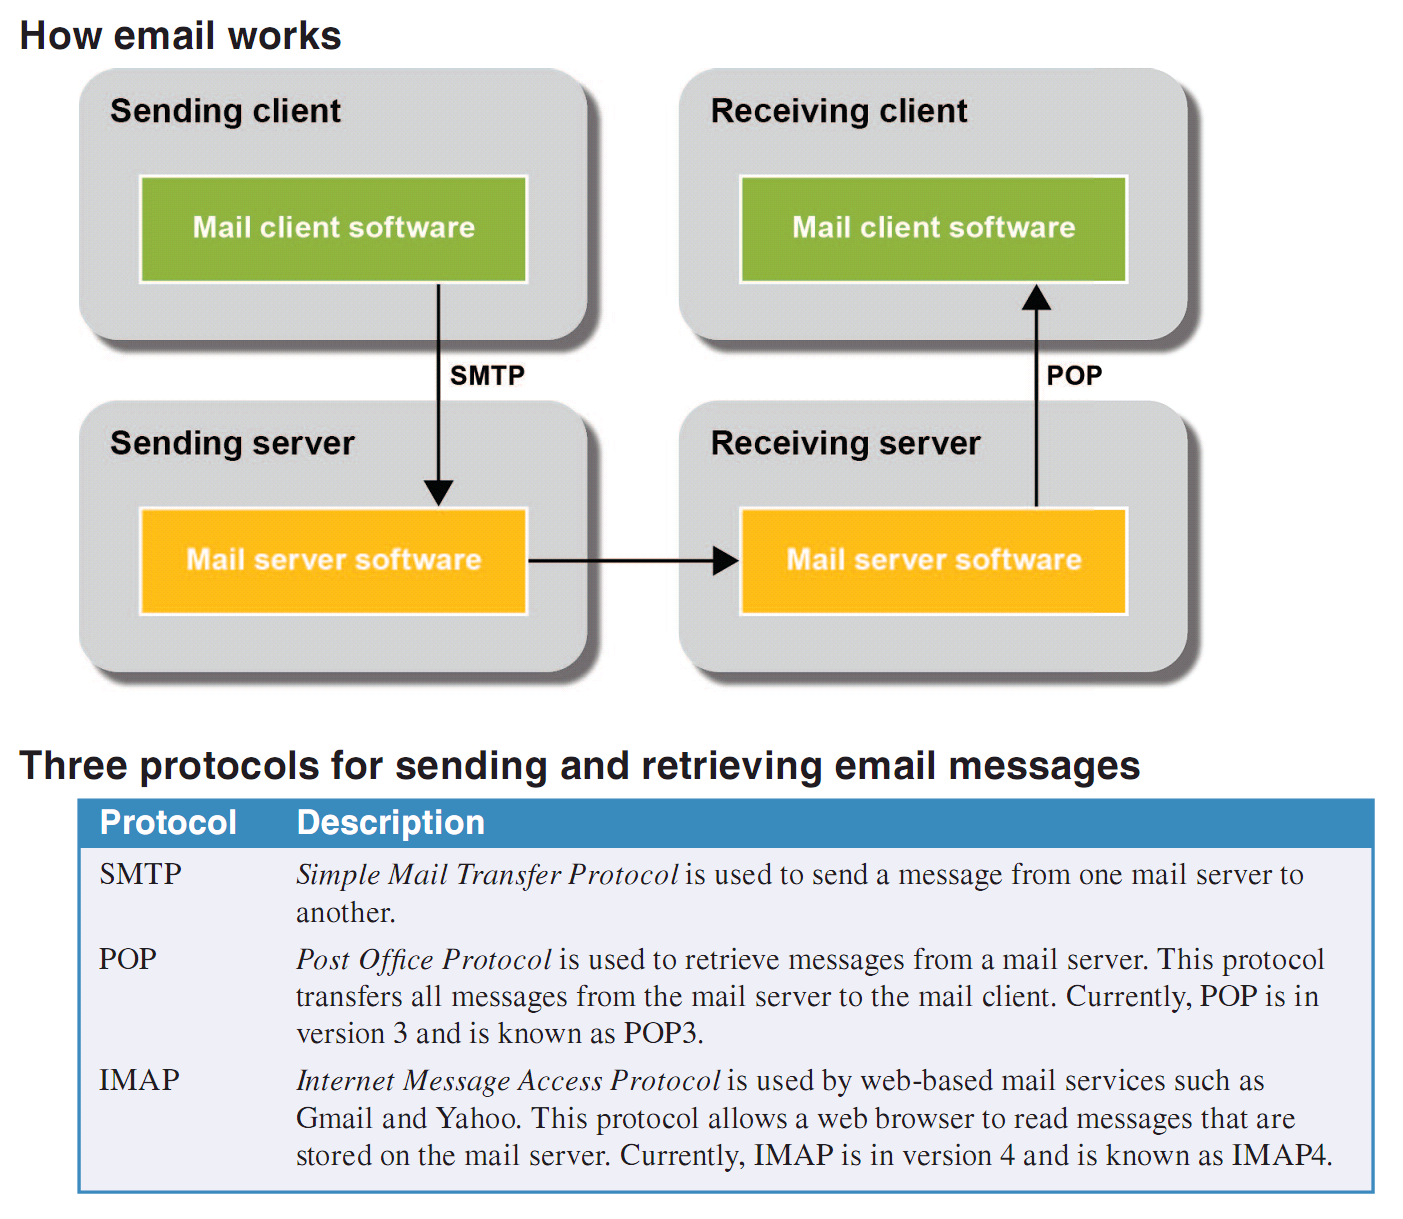 How email works
Sending client
Receiving client
Mail client software
Mail client software
SMTP
POP
Sending server
Receiving server
Mail server software
Mail server software
Three protocols for sending and retrieving email messages
Protocol Description
SMTP Simple Mail Transfer Protocol is used to send a message from one mail server to
another.
POP Post Office Protocol is used to retrieve messages from a mail server. This protocol
transfers all messages from the mail server to the mail client. Currently, POP is in
version 3 and is known as POP3.
IMAP Internet Message Access Protocol is used by web-based mail services such as
Gmail and Yahoo. This protocol allows a web browser to read messages that are
stored on the mail server. Currently, IMAP is in version 4 and is known as IMAP4.